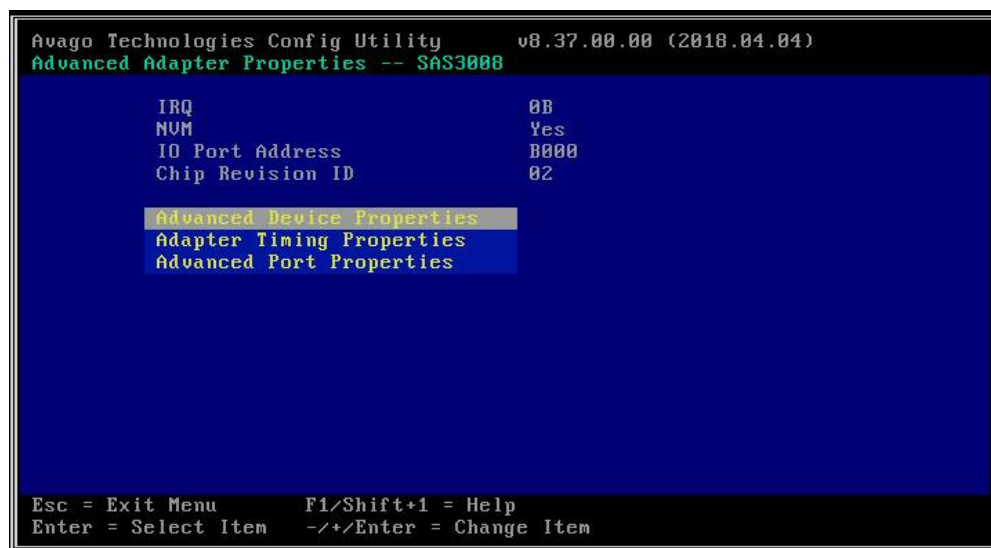 Avago Technologies Config Utility v8.37.00.00 (2018.04.04)
Advanced Adapter Properties -- SAS3008
IRQ 0B
NVM Yes
IO Port Address B000
Chip Revision ID 02
Advanced Device Properties
Adapter Timing Properties
Advanced Port Properties
Esc = Exit Menu F1/Shift+1 = Help
Enter = Select Item -/+/Enter = Change Item